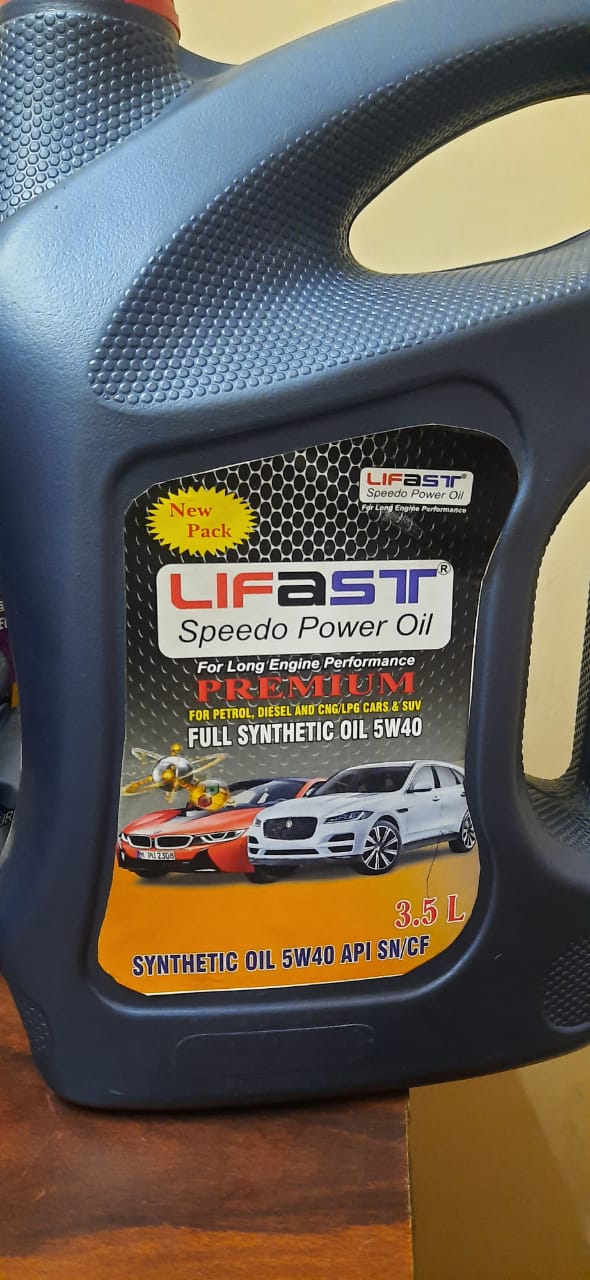 New
Pack
LIFaST®
Speedo Power Oil
For Long Engine Performance
LIFaST®
Speedo Power Oil
For Long Engine Performance
PREMIUM
FOR PETROL, DIESEL AND CNG/LPG CARS & SUV
FULL SYNTHETIC OIL 5W40
3.5 L
SYNTHETIC OIL 5W40 API SN/CF